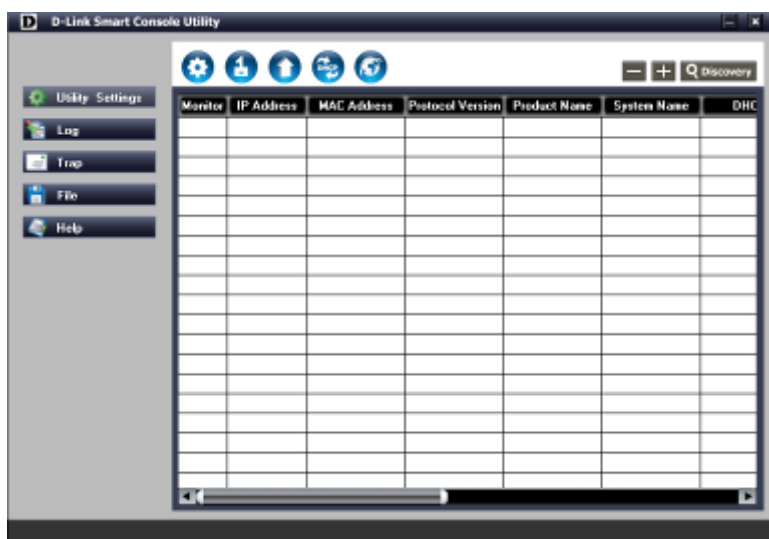 D-Link Smart Console Utility
Discovery
Utility Settings
Log
Trap
File
Help
Monitor IP Address MAC Address Protocol Version Product Name System Name DHC